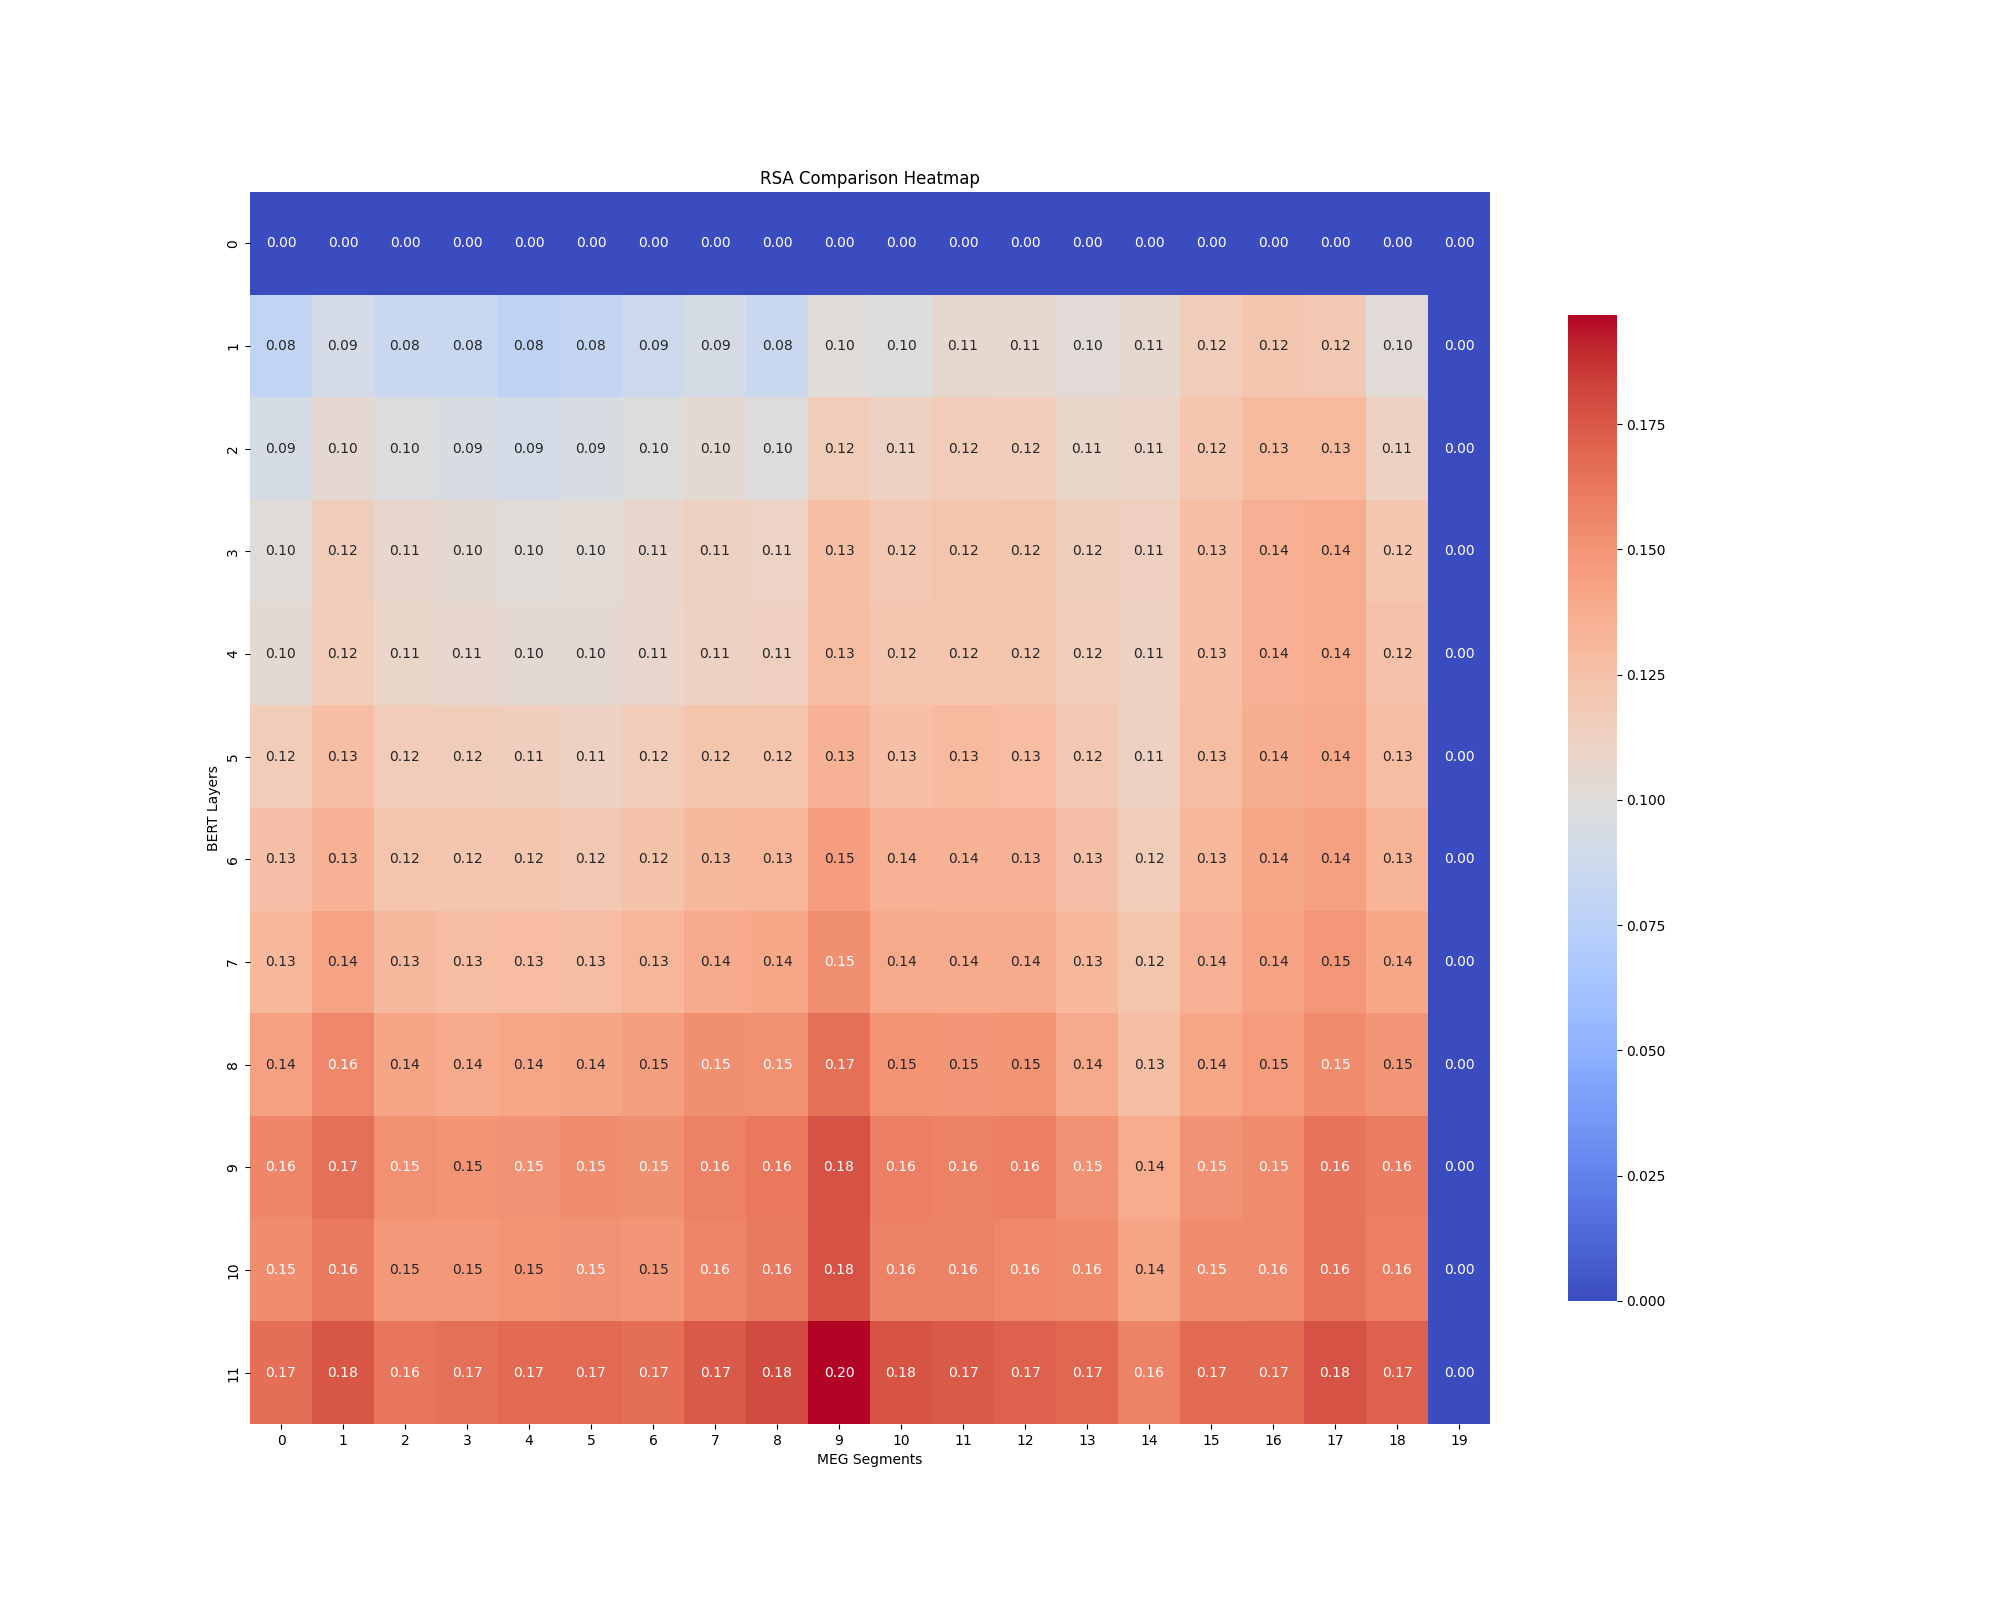 RSA Comparison Heatmap
0 0.00 0.00 0.00 0.00 0.00 0.00 0.00 0.00 0.00 0.00 0.00 0.00 0.00 0.00 0.00 0.00 0.00 0.00 0.00 0.00
1 0.08 0.09 0.08 0.08 0.08 0.08 0.09 0.09 0.08 0.10 0.10 0.11 0.11 0.10 0.11 0.12 0.12 0.12 0.10 0.00
2 0.09 0.10 0.10 0.09 0.09 0.09 0.10 0.10 0.10 0.12 0.11 0.12 0.12 0.11 0.11 0.12 0.13 0.13 0.11 0.00
3 0.10 0.12 0.11 0.10 0.10 0.10 0.11 0.11 0.11 0.13 0.12 0.12 0.12 0.12 0.11 0.13 0.14 0.14 0.12 0.00
4 0.10 0.12 0.11 0.11 0.10 0.10 0.11 0.11 0.11 0.13 0.12 0.12 0.12 0.12 0.11 0.13 0.14 0.14 0.12 0.00
5 0.12 0.13 0.12 0.12 0.11 0.11 0.12 0.12 0.12 0.13 0.13 0.13 0.13 0.12 0.11 0.13 0.14 0.14 0.13 0.00
6 0.13 0.13 0.12 0.12 0.12 0.12 0.12 0.13 0.13 0.15 0.14 0.14 0.13 0.13 0.12 0.13 0.14 0.14 0.13 0.00
7 0.13 0.14 0.13 0.13 0.13 0.13 0.13 0.14 0.14 0.15 0.14 0.14 0.14 0.13 0.12 0.14 0.14 0.15 0.14 0.00
8 0.14 0.16 0.14 0.14 0.14 0.14 0.15 0.15 0.15 0.17 0.15 0.15 0.15 0.14 0.13 0.14 0.15 0.15 0.15 0.00
9 0.16 0.17 0.15 0.15 0.15 0.15 0.15 0.16 0.16 0.18 0.16 0.16 0.16 0.15 0.14 0.15 0.15 0.16 0.16 0.00
10 0.15 0.16 0.15 0.15 0.15 0.15 0.15 0.16 0.16 0.18 0.16 0.16 0.16 0.16 0.14 0.15 0.16 0.16 0.16 0.00
11 0.17 0.18 0.16 0.17 0.17 0.17 0.17 0.17 0.18 0.20 0.18 0.17 0.17 0.17 0.16 0.17 0.17 0.18 0.17 0.00
0 1 2 3 4 5 6 7 8 9 10 11 12 13 14 15 16 17 18 19
MEG Segments
BERT Layers
0.175
0.150
0.125
0.100
0.075
0.050
0.025
0.000